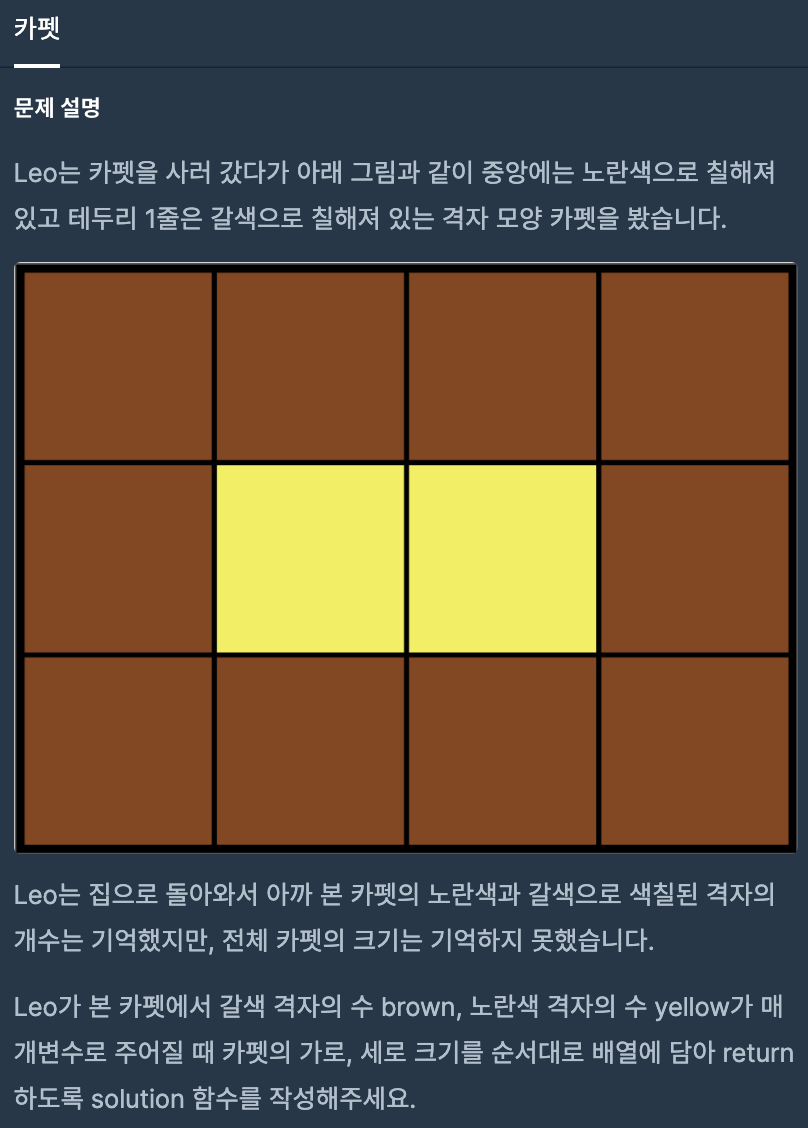 카펫
문제 설명
Leo는 카펫을 사러 갔다가 아래 그림과 같이 중앙에는 노란색으로 칠해져
있고 테두리 1줄은 갈색으로 칠해져 있는 격자 모양 카펫을 봤습니다.
Leo는 집으로 돌아와서 아까 본 카펫의 노란색과 갈색으로 색칠된 격자의
개수는 기억했지만, 전체 카펫의 크기는 기억하지 못했습니다.
Leo가 본 카펫에서 갈색 격자의 수 brown, 노란색 격자의 수 yellow가 매
개변수로 주어질 때 카펫의 가로, 세로 크기를 순서대로 배열에 담아 return
하도록 solution 함수를 작성해주세요.